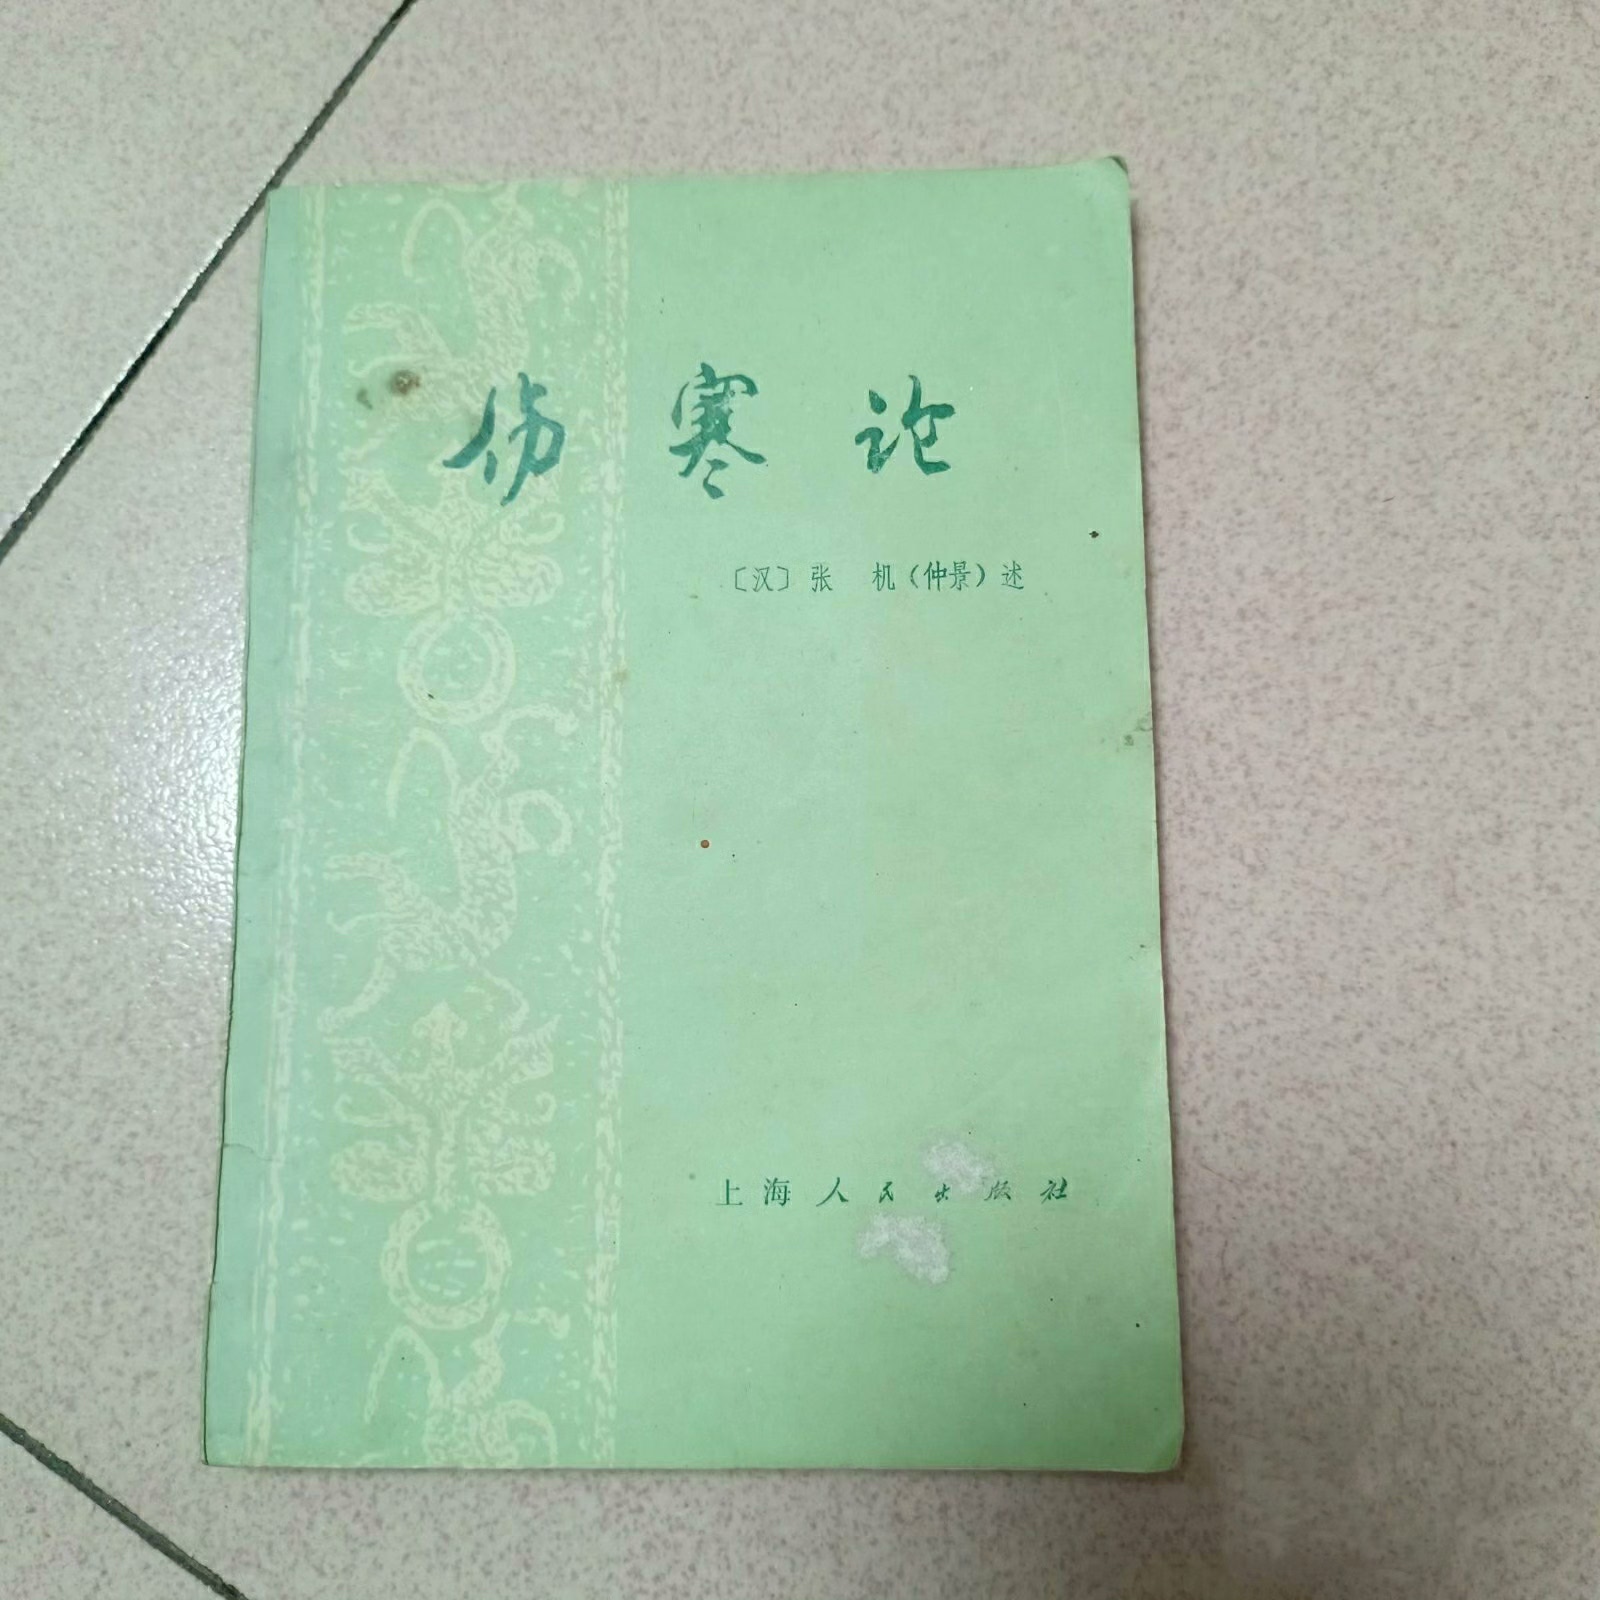 伤寒论
〔汉〕张 机（仲景）述
上海人民出版社